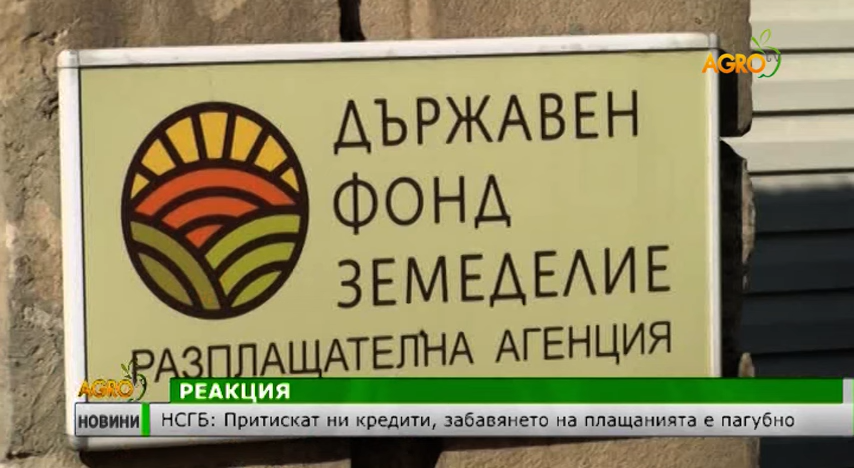 AGRO
ДЪРЖАВЕН
ФОНД
ЗЕМЕДЕЛИЕ
РАЗПЛАЩАТЕЛНА АГЕНЦИЯ
AGRO
РЕАКЦИЯ
НОВИНИ
НСГБ: Притискат ни кредити, забавянето на плащанията е пагубно